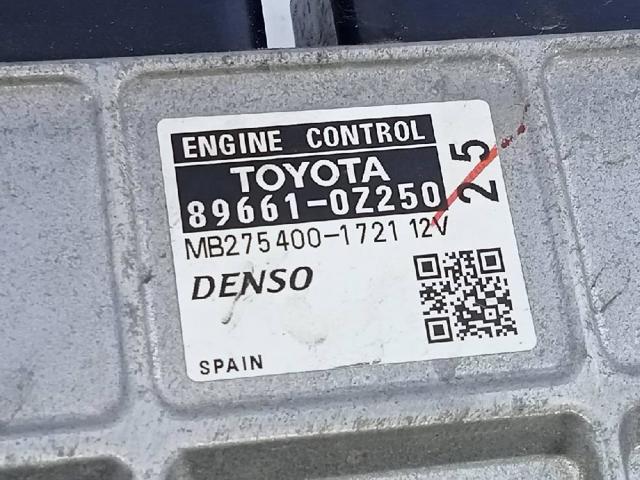 ENGINE CONTROL
TOYOTA
89661-0Z250
25
MB275400-1721 12V
DENSO
SPAIN